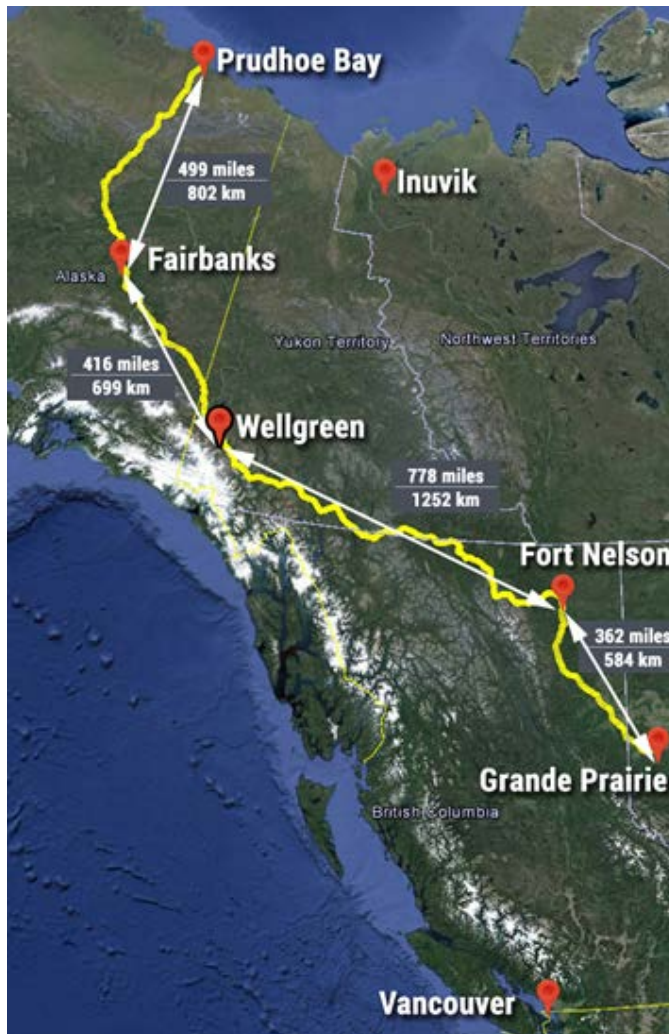 Prudhoe Bay
499 miles
802 km
Inuvik
Fairbanks
Alaska
Yukon Territory
Northwest Territories
416 miles
699 km
Wellgreen
778 miles
1252 km
Fort Nelson
362 miles
584 km
Grande Prairie
British Columbia
Vancouver